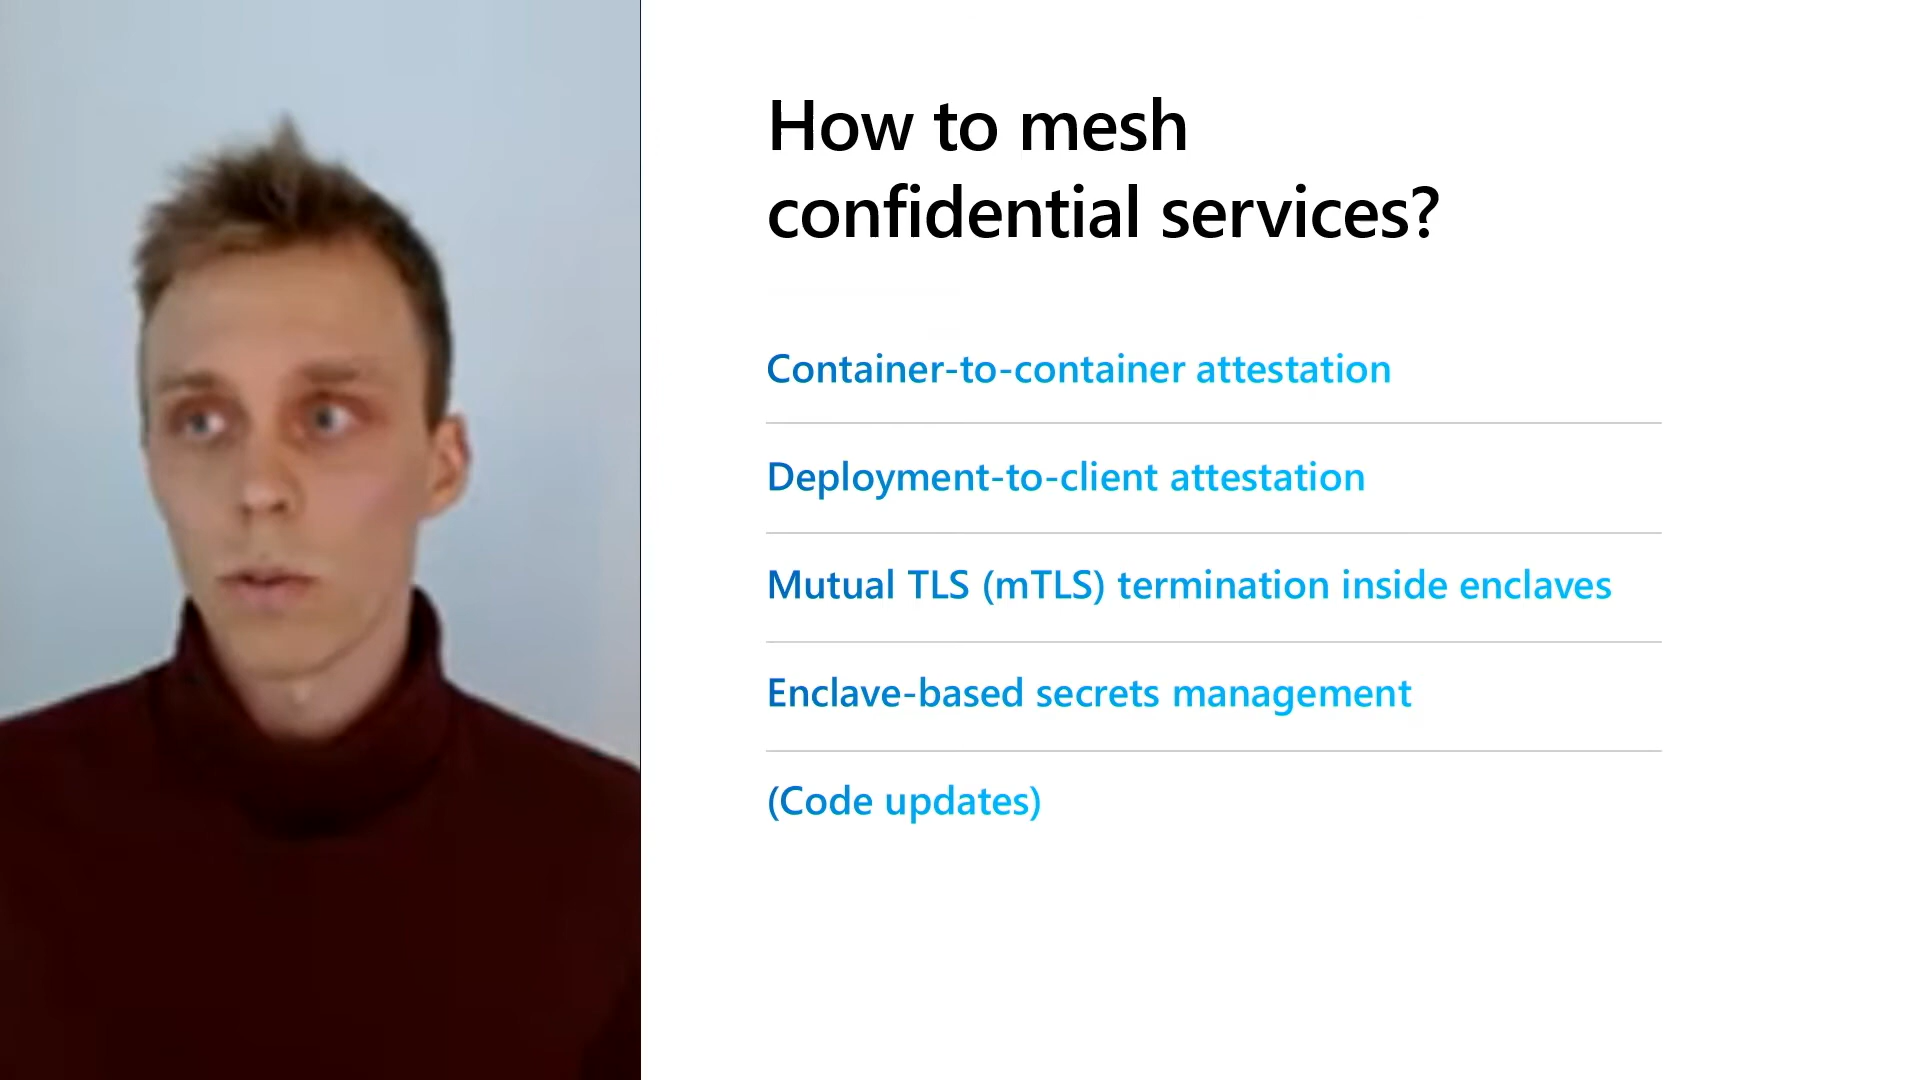 How to mesh
confidential services?
Container-to-container attestation
Deployment-to-client attestation
Mutual TLS (mTLS) termination inside enclaves
Enclave-based secrets management
(Code updates)